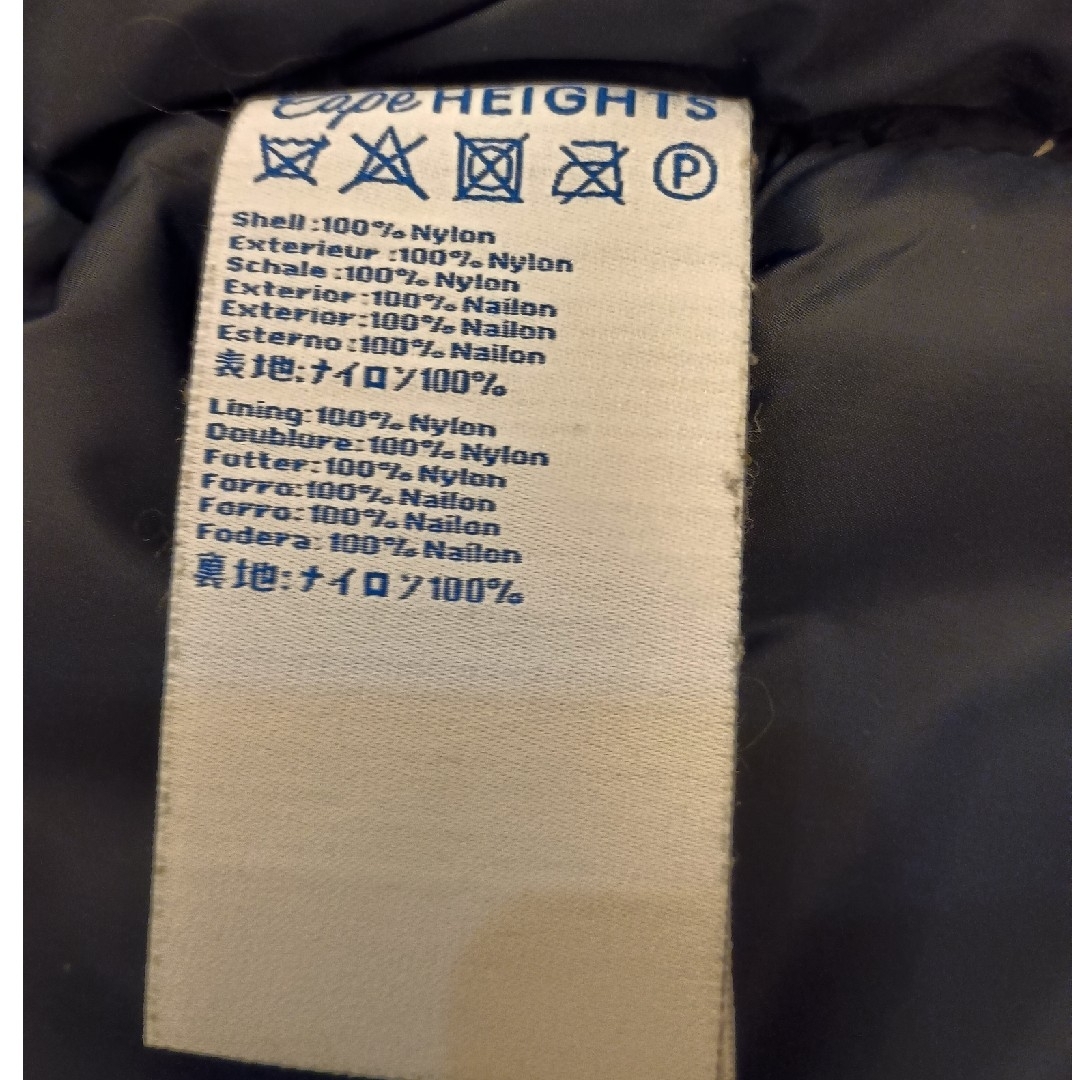 Cape HEIGHTS
P
Shell:100% Nylon
Exterieur:100% Nylon
Schale:100% Nylon
Exterior:100% Nailon
Exterior:100% Nailon
Esterno:100% Nailon
表地:ナイロン100%
Lining:100% Nylon
Doublure:100% Nylon
Futter:100% Nylon
Forro:100% Nailon
Forro:100% Nailon
Fodera:100% Nailon
裏地:ナイロン100%